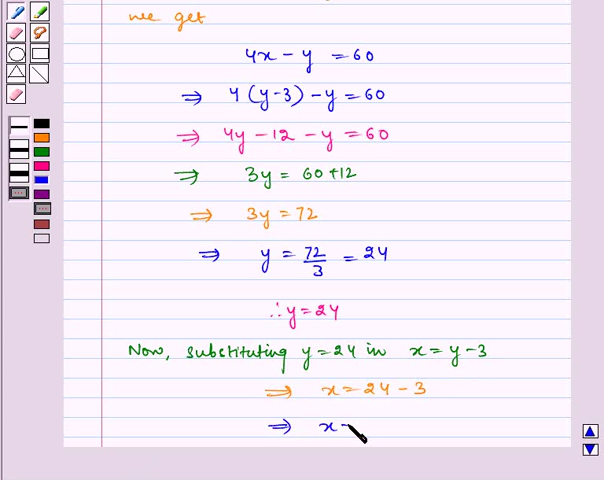 we get
4x - y = 60
⇒ 4(y-3) - y = 60
⇒ 4y - 12 - y = 60
⇒ 3y = 60 + 12
⇒ 3y = 72
⇒ y = 72/3 = 24
∴ y = 24
Now, substituting y = 24 in x = y - 3
⇒ x = 24 - 3
⇒ x -